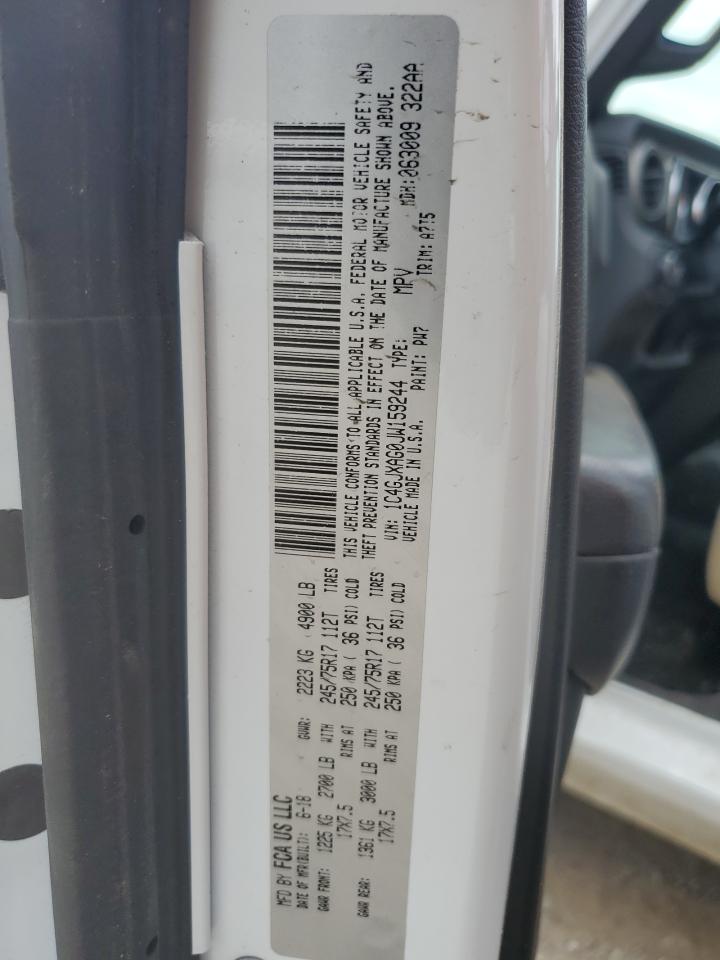 MFD BY FCA US LLC
DATE OF MFR(BUILT): 6-18 GVWR: 2223 KG ( 4900 LB
GAWR FRONT: 1225 KG 2700 LB WITH 245/75R17 112T TIRES
17X7.5 RIMS AT 250 KPA ( 36 PSI) COLD
GAWR REAR: 1361 KG 3000 LB WITH 245/75R17 112T TIRES
17X7.5 RIMS AT 250 KPA ( 36 PSI) COLD
THIS VEHICLE CONFORMS TO ALL APPLICABLE U.S.A. FEDERAL MOTOR VEHICLE SAFETY AND
THEFT PREVENTION STANDARDS IN EFFECT ON THE DATE OF MANUFACTURE SHOWN ABOVE.
VIN: 1C4GJXAG0JW159244 TYPE: MPV MDH:063009 322AA
VEHICLE MADE IN U.S.A. PAINT: PW7 TRIM: A7T5